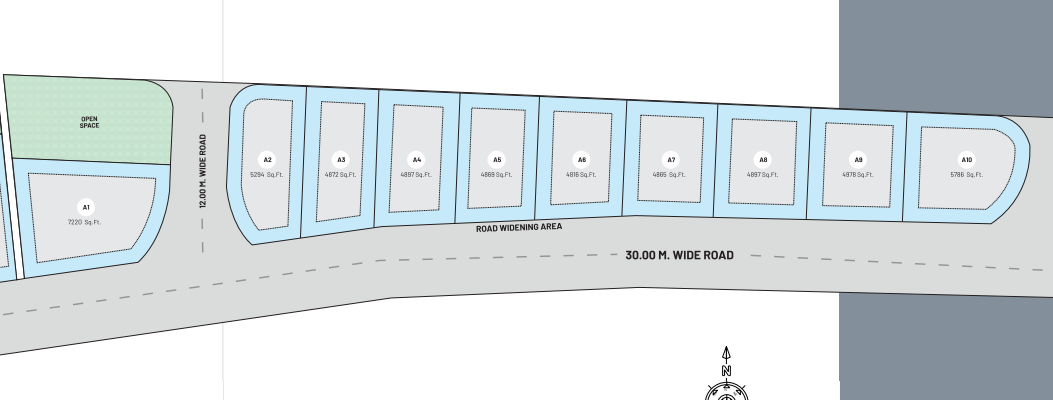 OPEN
SPACE
A1
7220 Sq.Ft.
12.00 M. WIDE ROAD
A2
5294 Sq.Ft.
A3
4872 Sq.Ft.
A4
4897 Sq.Ft.
A5
4869 Sq.Ft.
A6
4816 Sq.Ft.
A7
4865 Sq.Ft.
A8
4897 Sq.Ft.
A9
4978 Sq.Ft.
A10
5786 Sq.Ft.
ROAD WIDENING AREA
30.00 M. WIDE ROAD
N